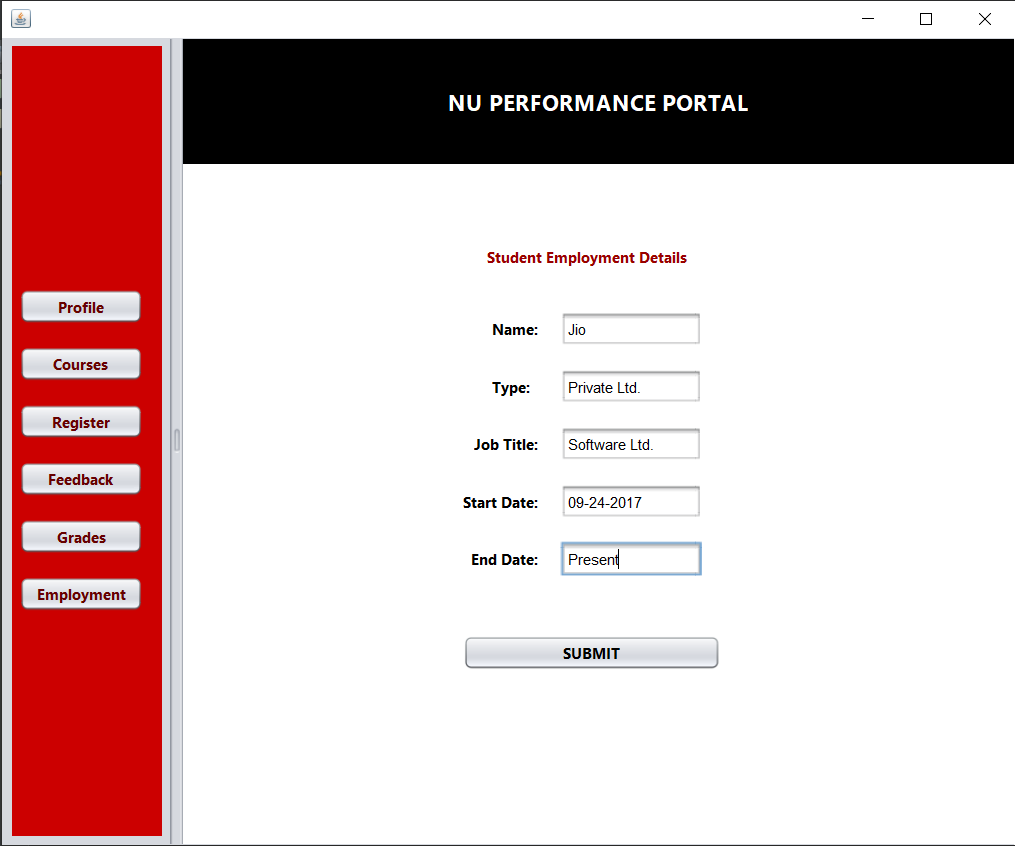 NU PERFORMANCE PORTAL
Profile
Courses
Register
Feedback
Grades
Employment
Student Employment Details
Name: Jio
Type: Private Ltd.
Job Title: Software Ltd.
Start Date: 09-24-2017
End Date: Present
SUBMIT